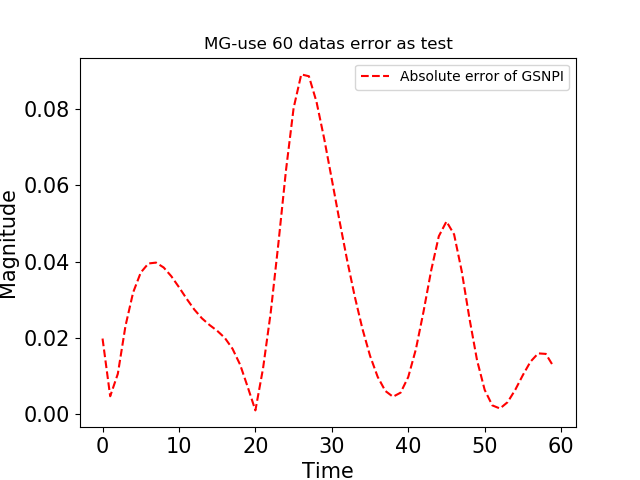 MG-use 60 datas error as test
Absolute error of GSNPI
0.08
0.06
0.04
0.02
0.00
Magnitude
0 10 20 30 40 50 60
Time